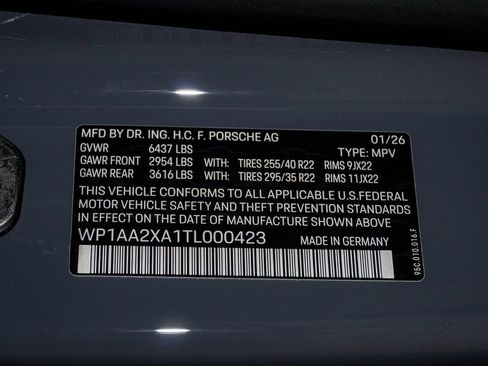 MFD BY DR. ING. H.C. F. PORSCHE AG 01/26
GVWR 6437 LBS TYPE: MPV
GAWR FRONT 2954 LBS WITH: TIRES 255/40 R22 RIMS 9JX22
GAWR REAR 3616 LBS WITH: TIRES 295/35 R22 RIMS 11JX22
THIS VEHICLE CONFORMS TO ALL APPLICABLE U.S.FEDERAL
MOTOR VEHICLE SAFETY AND THEFT PREVENTION STANDARDS
IN EFFECT ON THE DATE OF MANUFACTURE SHOWN ABOVE
WP1AA2XA1TL000423 MADE IN GERMANY
95C.010.016.F